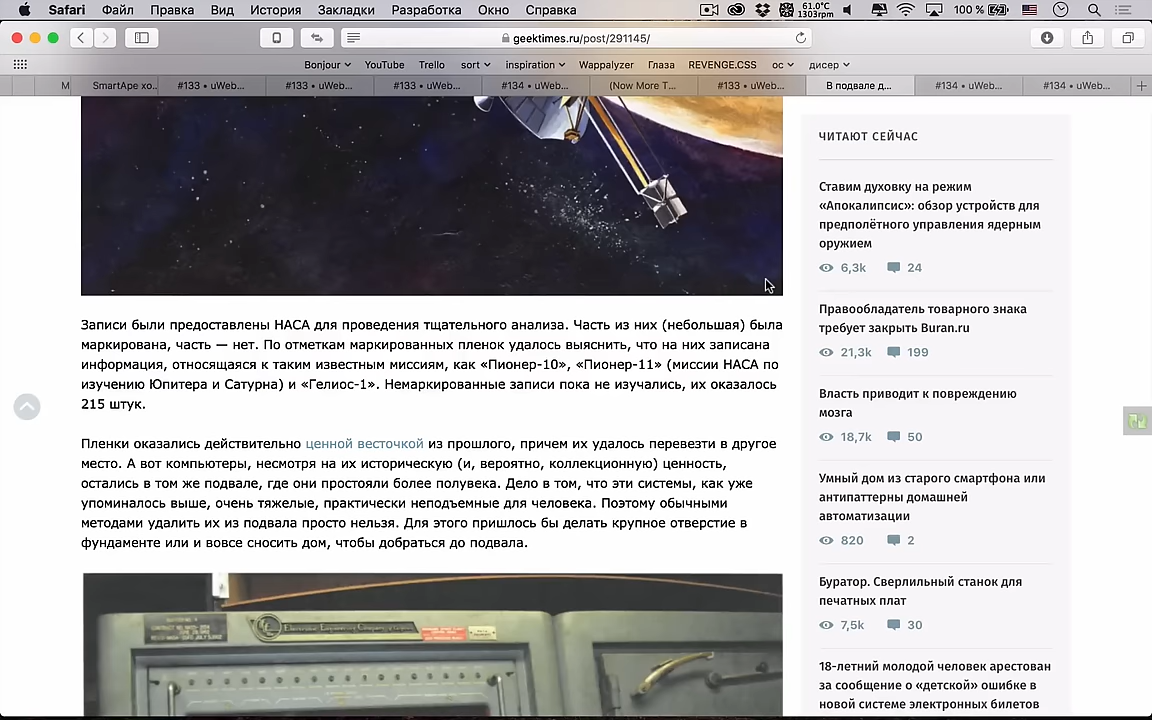 Safari Файл Правка Вид История Закладки Разработка Окно Справка 61.0°C 1303rpm 100 %
geektimes.ru/post/291145/
Bonjour YouTube Trello sort inspiration Wappalyzer Глаза REVENGE.CSS ос дисер
M SmartApe хо... #133 • uWeb... #133 • uWeb... #133 • uWeb... #134 • uWeb... (Now More T... #133 • uWeb... В подвале д... #134 • uWeb... #134 • uWeb...
Записи были предоставлены НАСА для проведения тщательного анализа. Часть из них (небольшая) была
маркирована, часть — нет. По отметкам маркированных пленок удалось выяснить, что на них записана
информация, относящаяся к таким известным миссиям, как «Пионер-10», «Пионер-11» (миссии НАСА по
изучению Юпитера и Сатурна) и «Гелиос-1». Немаркированные записи пока не изучались, их оказалось
215 штук.
Пленки оказались действительно ценной весточкой из прошлого, причем их удалось перевезти в другое
место. А вот компьютеры, несмотря на их историческую (и, вероятно, коллекционную) ценность,
остались в том же подвале, где они простояли более полувека. Дело в том, что эти системы, как уже
упоминалось выше, очень тяжелые, практически неподъемные для человека. Поэтому обычными
методами удалить их из подвала просто нельзя. Для этого пришлось бы делать крупное отверстие в
фундаменте или и вовсе сносить дом, чтобы добраться до подвала.
ЧИТАЮТ СЕЙЧАС
Ставим духовку на режим
«Апокалипсис»: обзор устройств для
предполётного управления ядерным
оружием
6,3k 24
Правообладатель товарного знака
требует закрыть Buran.ru
21,3k 199
Власть приводит к повреждению
мозга
18,7k 50
Умный дом из старого смартфона или
антипаттерны домашней
автоматизации
820 2
Буратор. Сверлильный станок для
печатных плат
7,5k 30
18-летний молодой человек арестован
за сообщение о «детской» ошибке в
новой системе электронных билетов